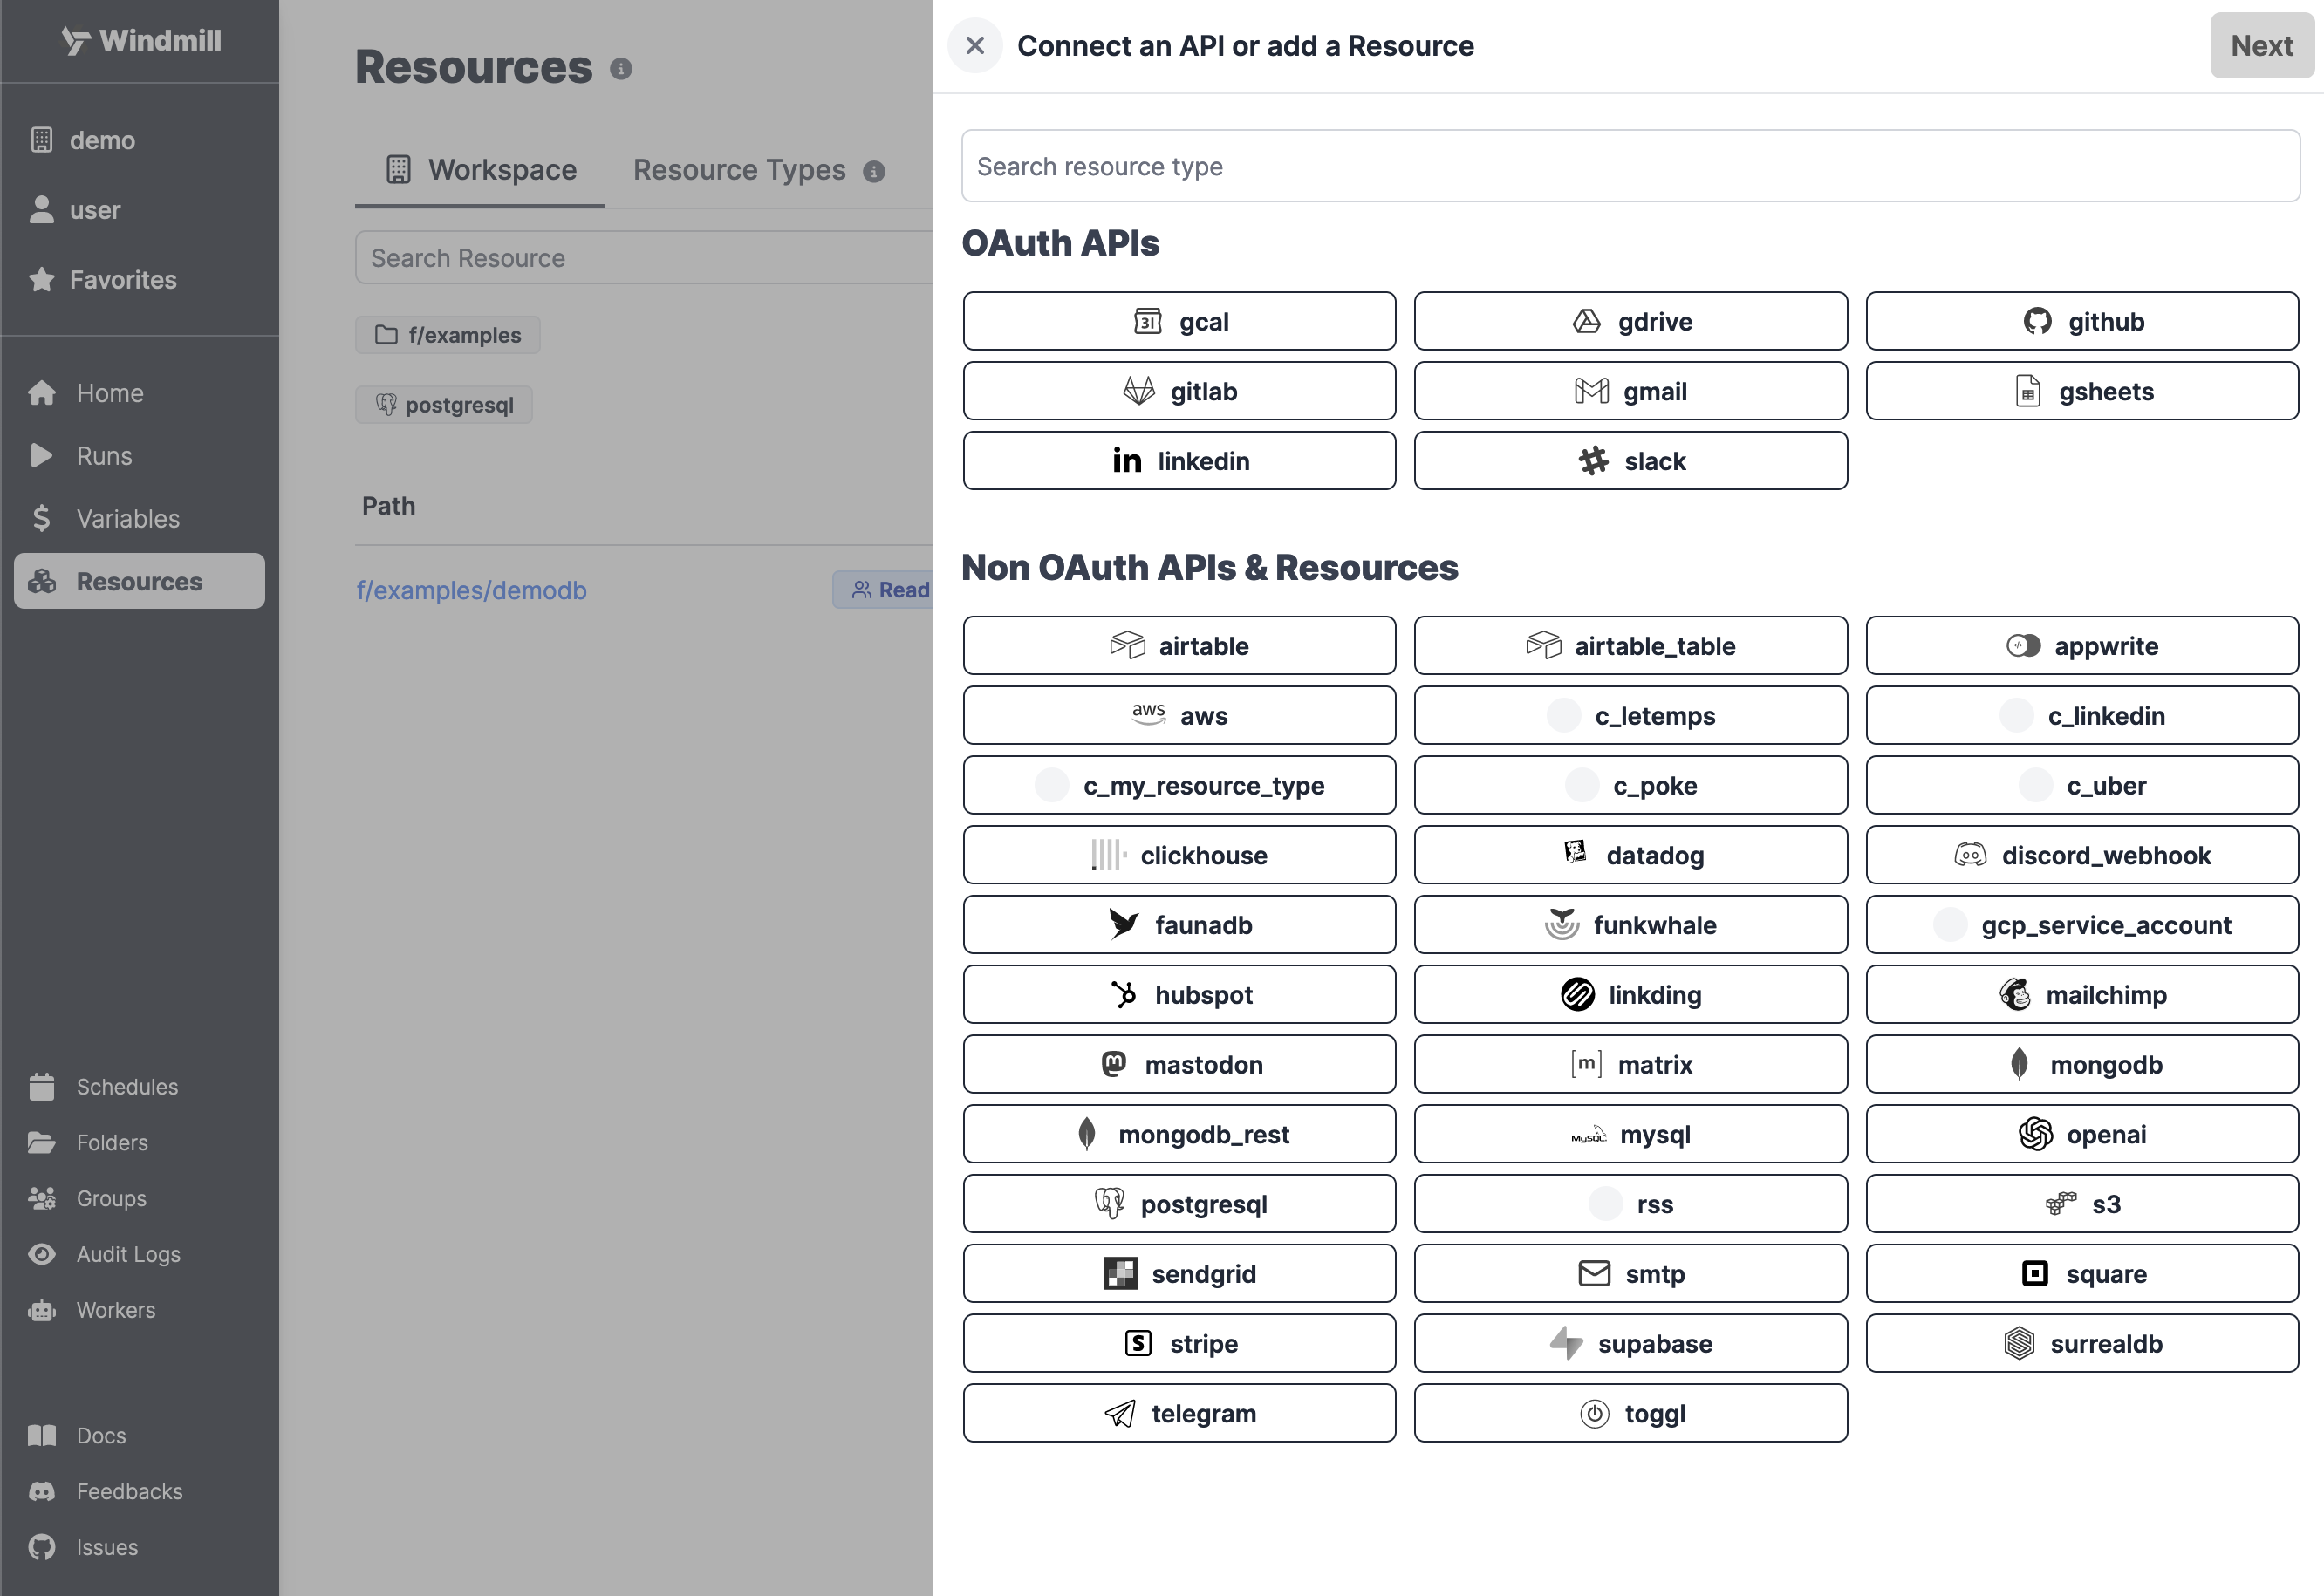 Windmill
demo
user
Favorites
Home
Runs
Variables
Resources
Schedules
Folders
Groups
Audit Logs
Workers
Docs
Feedbacks
Issues
Resources
Workspace
Resource Types
Search Resource
f/examples
postgresql
Path
f/examples/demodb
Read
Connect an API or add a Resource
Next
Search resource type
OAuth APIs
gcal
gdrive
github
gitlab
gmail
gsheets
linkedin
slack
Non OAuth APIs & Resources
airtable
airtable_table
appwrite
aws aws
c_letemps
c_linkedin
c_my_resource_type
c_poke
c_uber
clickhouse
datadog
discord_webhook
faunadb
funkwhale
gcp_service_account
hubspot
linkding
mailchimp
mastodon
[m] matrix
mongodb
mongodb_rest
MySQL mysql
openai
postgresql
rss
s3
sendgrid
smtp
square
stripe
supabase
surrealdb
telegram
toggl